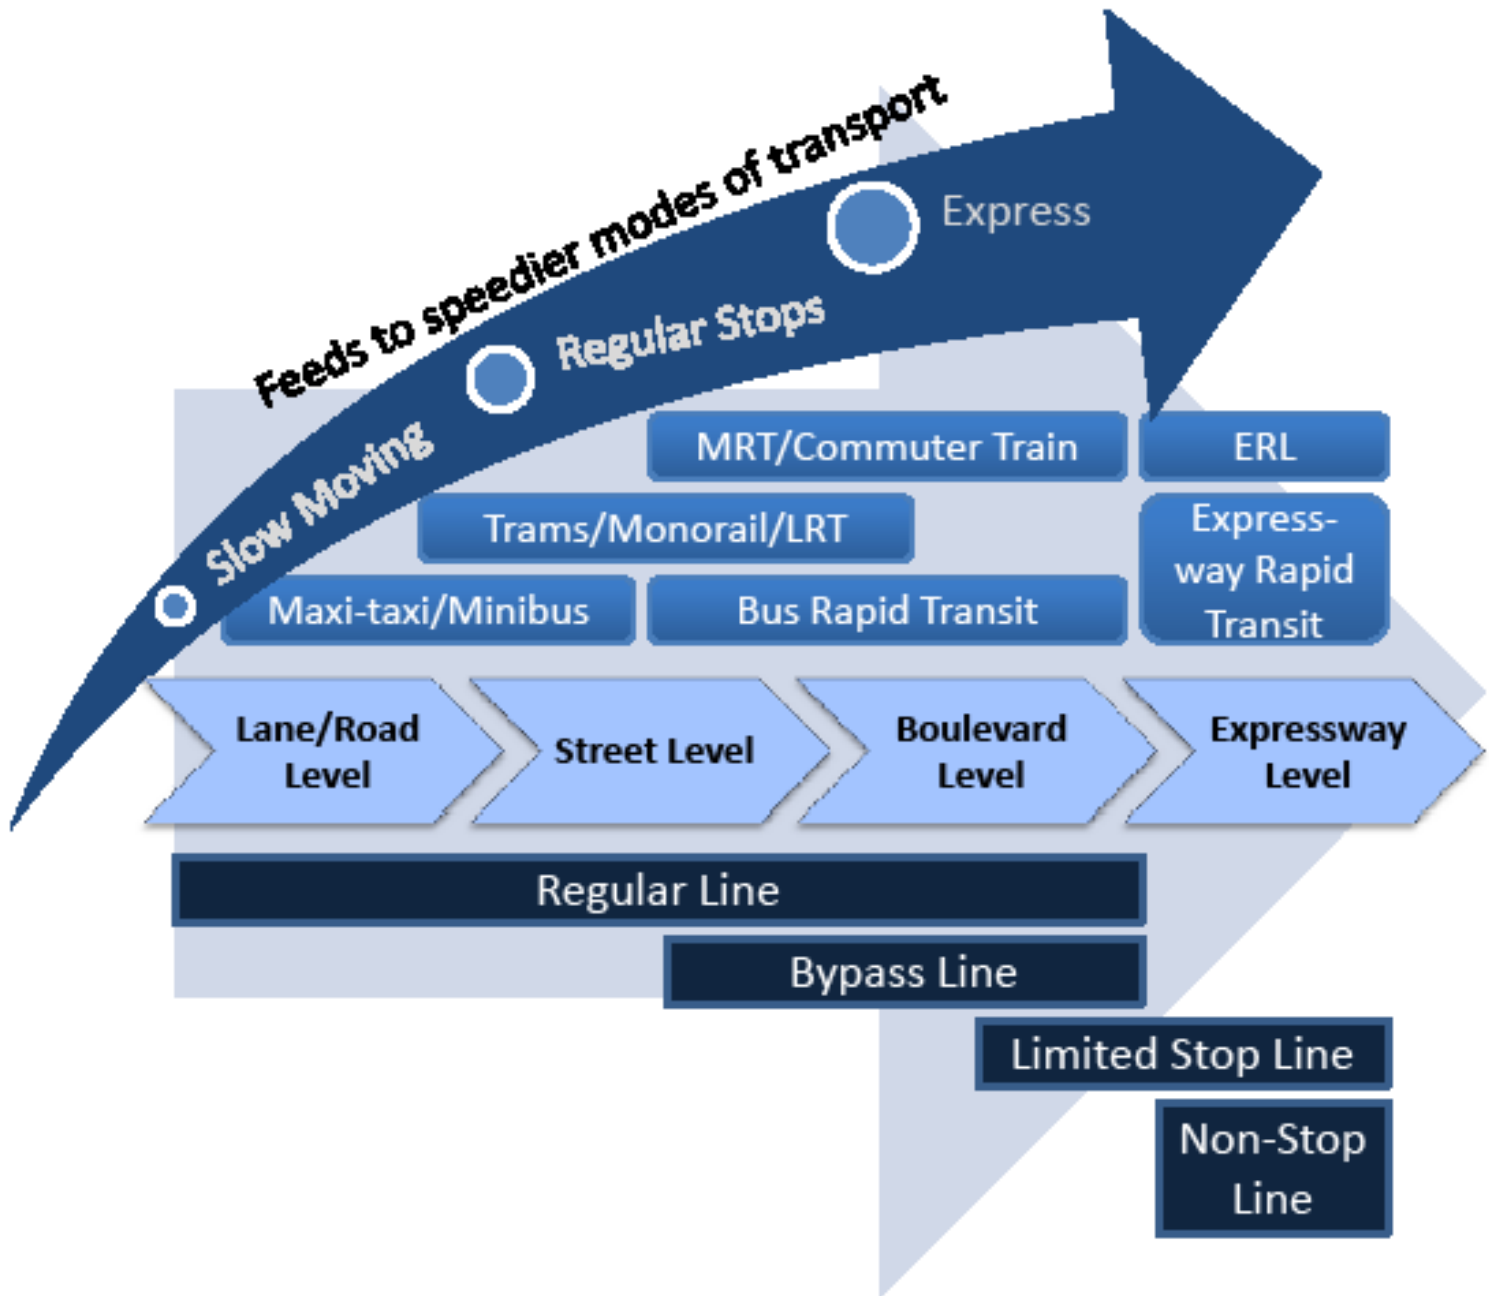 Feeds to speedier modes of transport
Express
Regular Stops
Slow Moving
MRT/Commuter Train
ERL
Trams/Monorail/LRT
Express-
way Rapid
Transit
Maxi-taxi/Minibus
Bus Rapid Transit
Lane/Road
Level
Street Level
Boulevard
Level
Expressway
Level
Regular Line
Bypass Line
Limited Stop Line
Non-Stop
Line